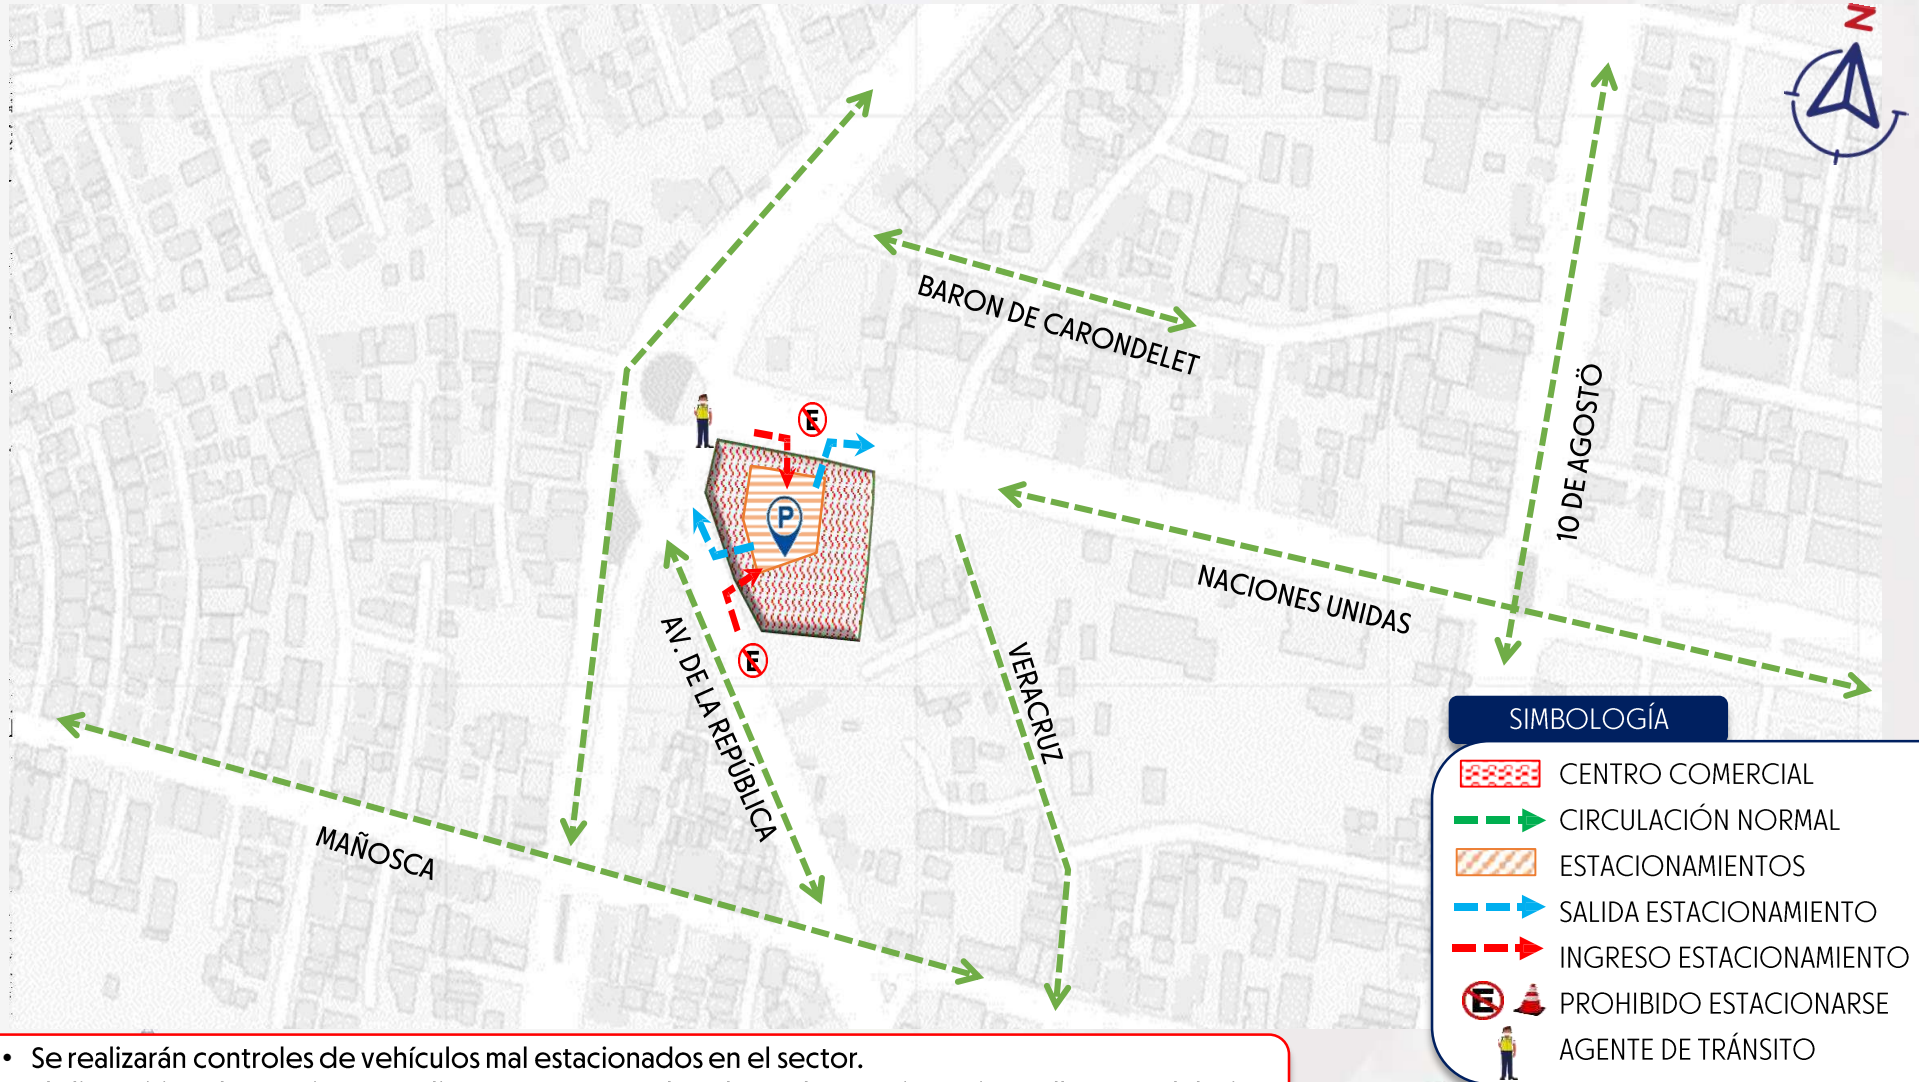 N
BARON DE CARONDELET
10 DE AGOSTÖ
E
P
NACIONES UNIDAS
AV. DE LA REPÚBLICA
E
VERACRUZ
MAÑOSCA
SIMBOLOGÍA
CENTRO COMERCIAL
CIRCULACIÓN NORMAL
ESTACIONAMIENTOS
SALIDA ESTACIONAMIENTO
INGRESO ESTACIONAMIENTO
E PROHIBIDO ESTACIONARSE
AGENTE DE TRÁNSITO
• Se realizarán controles de vehículos mal estacionados en el sector.